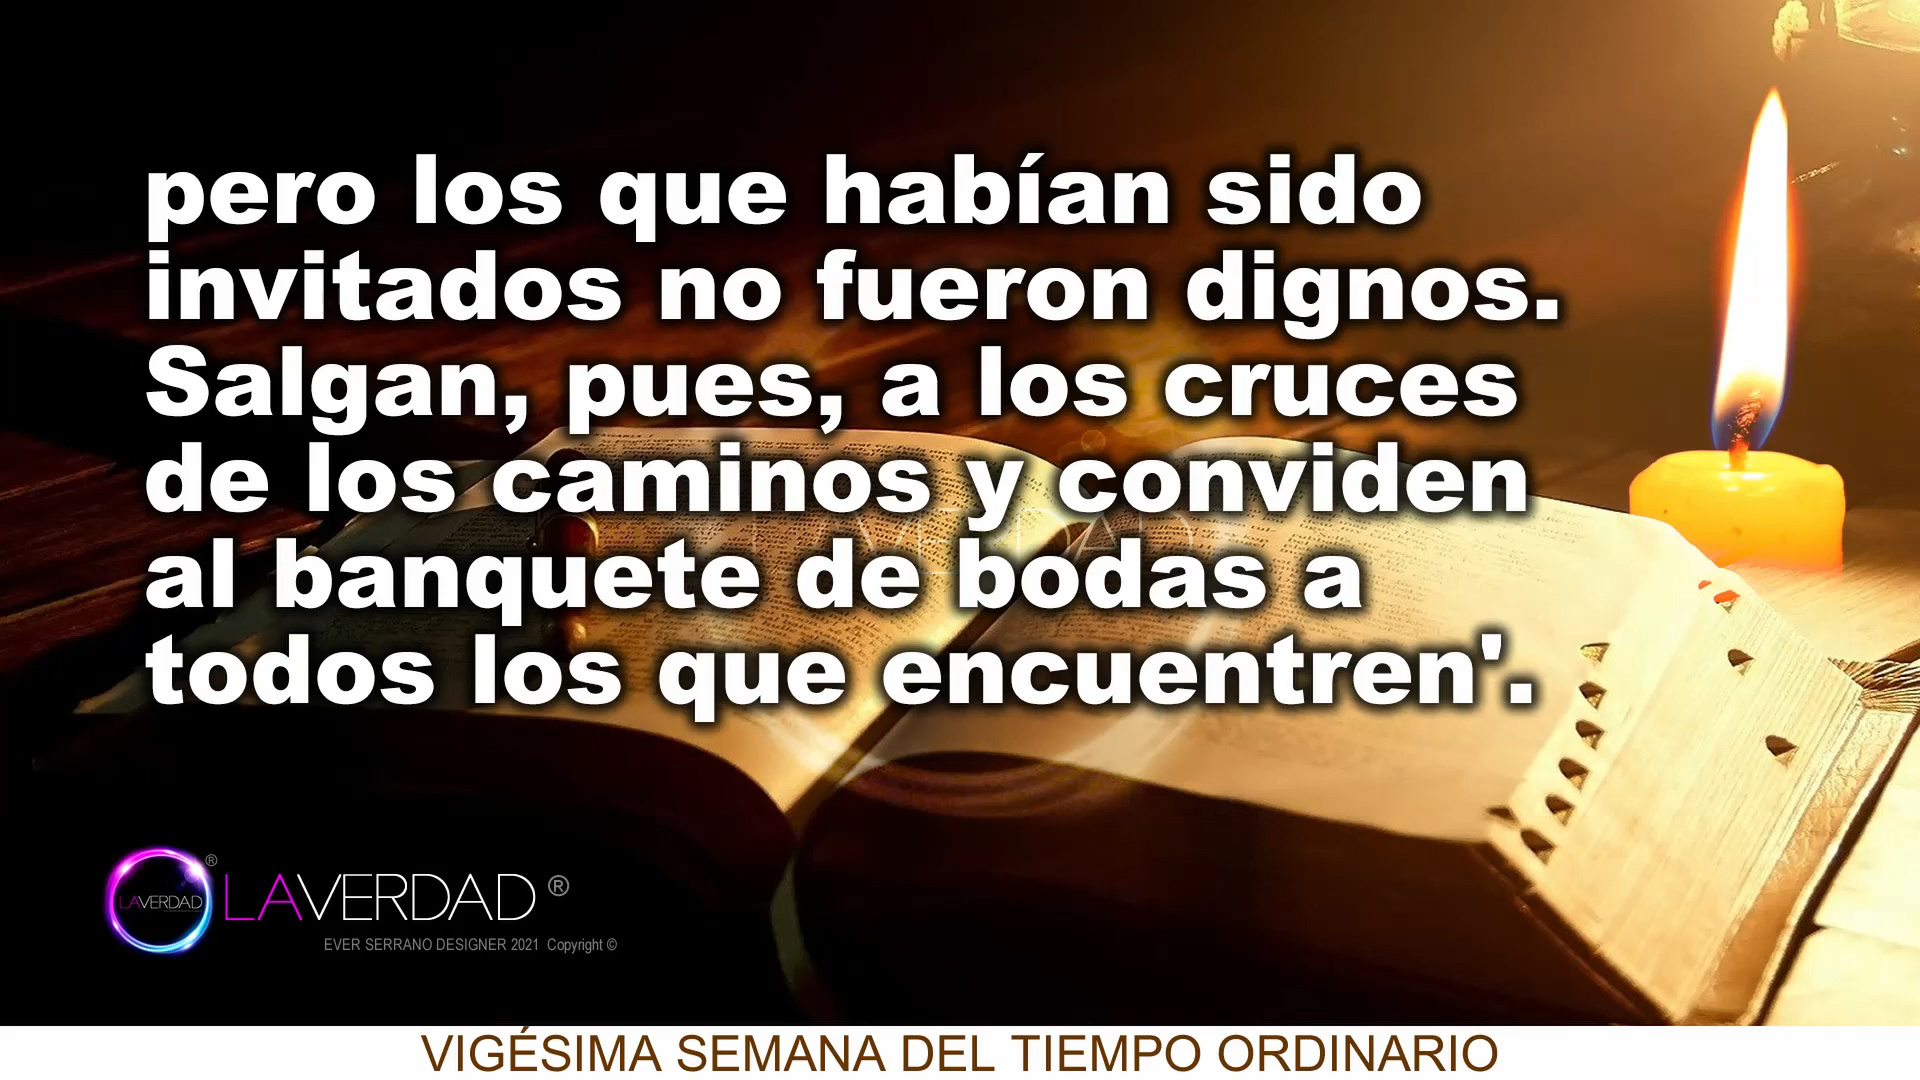 pero los que habían sido
invitados no fueron dignos.
Salgan, pues, a los cruces
de los caminos y conviden
al banquete de bodas a
todos los que encuentren'.
LAVERDAD ® LAVERDAD ®
EVER SERRANO DESIGNER 2021 Copyright ©
VIGÉSIMA SEMANA DEL TIEMPO ORDINARIO